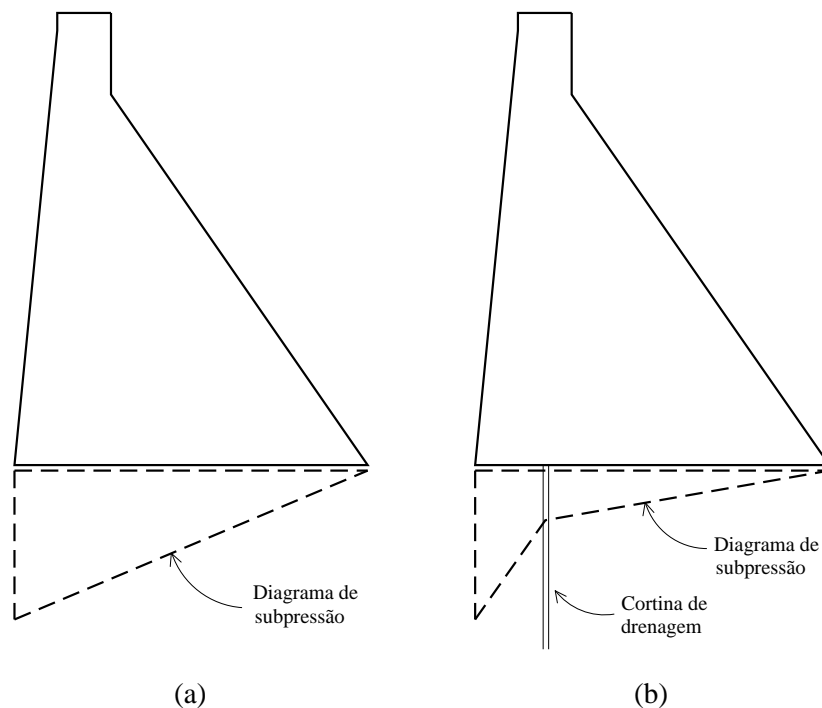 Diagrama de
subpressão
Diagrama de
subpressão
Cortina de
drenagem
(a)
(b)